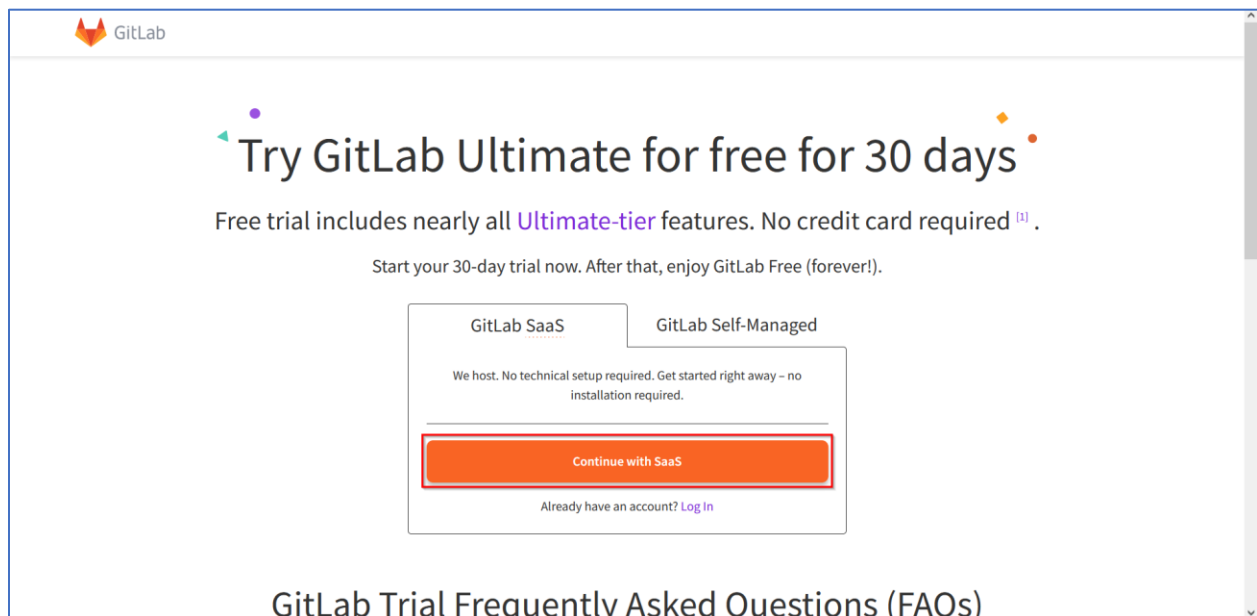 GitLab
Try GitLab Ultimate for free for 30 days
Free trial includes nearly all Ultimate-tier features. No credit card required [1] .
Start your 30-day trial now. After that, enjoy GitLab Free (forever!).
GitLab SaaS
GitLab Self-Managed
We host. No technical setup required. Get started right away – no
installation required.
Continue with SaaS
Already have an account? Log In
GitLab Trial Frequently Asked Questions (FAQs)